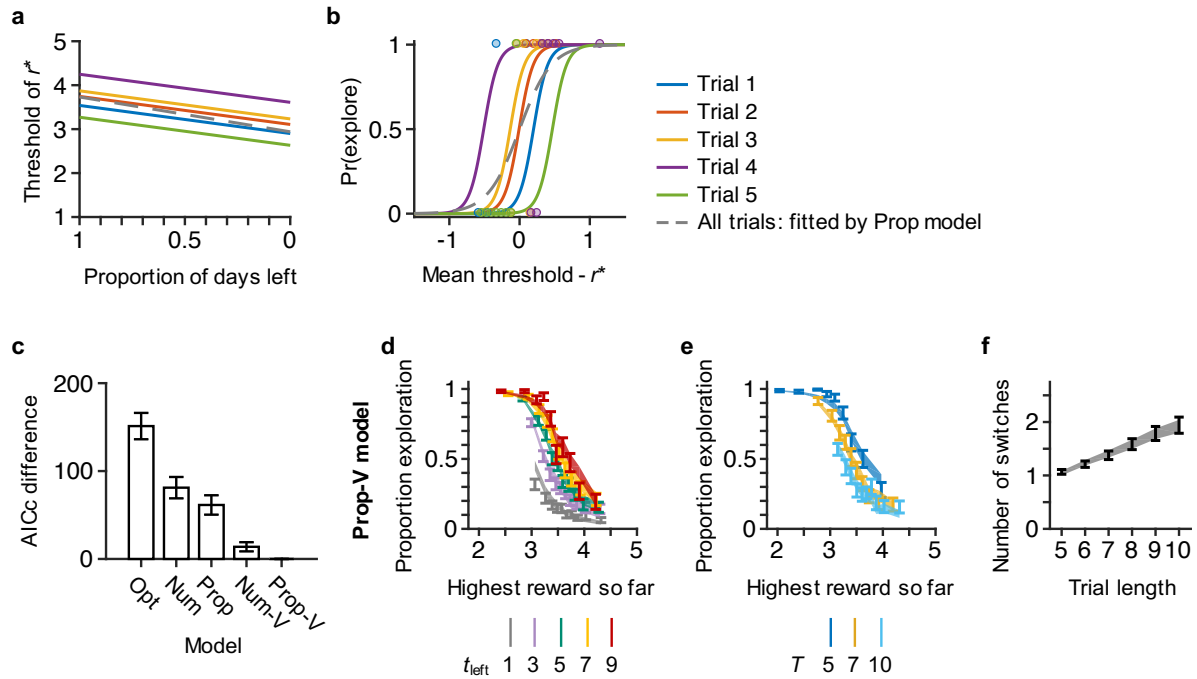 a
5
4
3
2
1
Threshold of r*
1
0.5
0
Proportion of days left
b
1
0.5
0
Pr(explore)
-1
0
1
Mean threshold - r*
Trial 1
Trial 2
Trial 3
Trial 4
Trial 5
All trials: fitted by Prop model
c
200
100
0
AICc difference
Opt
Num
Prop
Num-V
Prop-V
Model
Prop-V model
d
1
0.5
0
Proportion exploration
2
3
4
5
Highest reward so far
tleft 1 3 5 7 9
e
1
0.5
0
Proportion exploration
2
3
4
5
Highest reward so far
T 5 7 10
f
2
1
0
Number of switches
5
6
7
8
9
10
Trial length